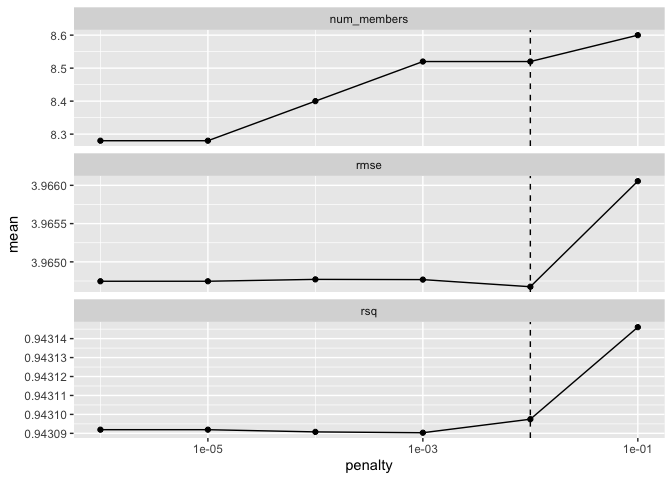 num_members
8.6
8.5
8.4
8.3
rmse
3.9660
3.9655
3.9650
mean
rsq
0.94314
0.94313
0.94312
0.94311
0.94310
0.94309
1e-05
1e-03
1e-01
penalty